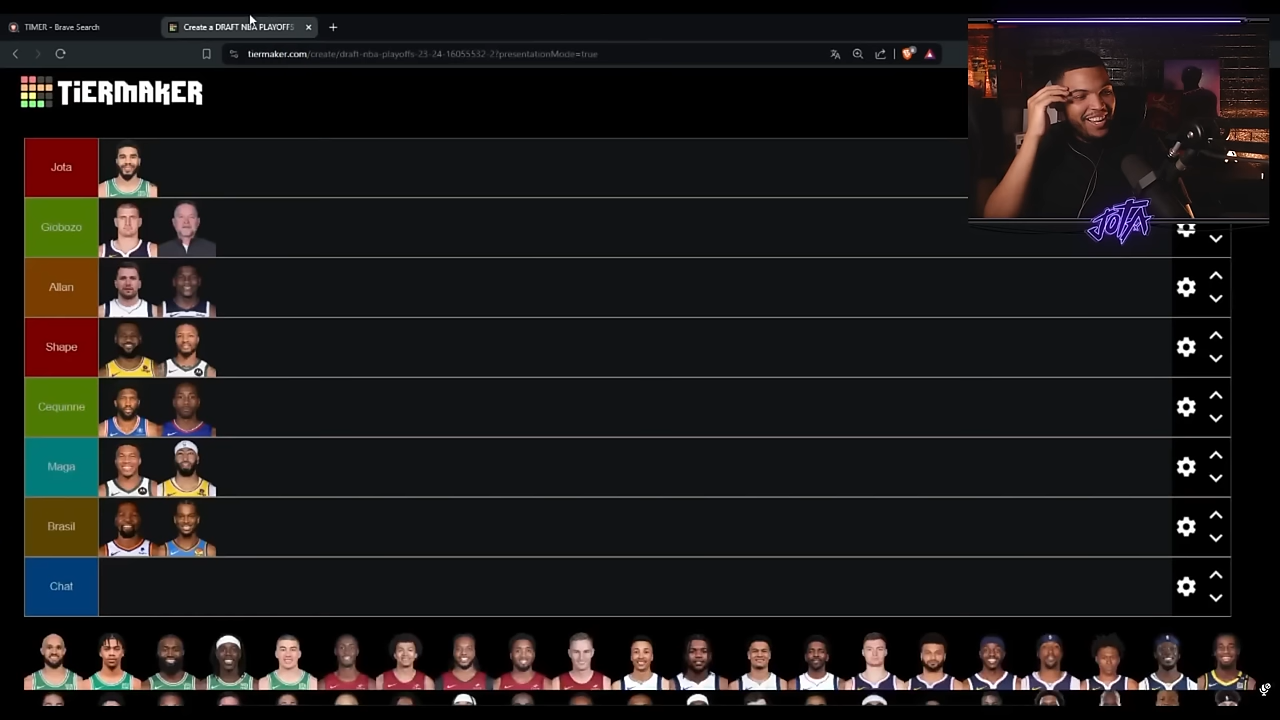 TIMER - Brave Search
Create a DRAFT NBA PLAYOFFS
tiermaker.com/create/draft-nba-playoffs-23-24-16055532-2?presentationMode=true
TIERMAKER
Jota
Giobozo
Allan
Shape
Cequinne
Maga
Brasil
Chat
JOTA